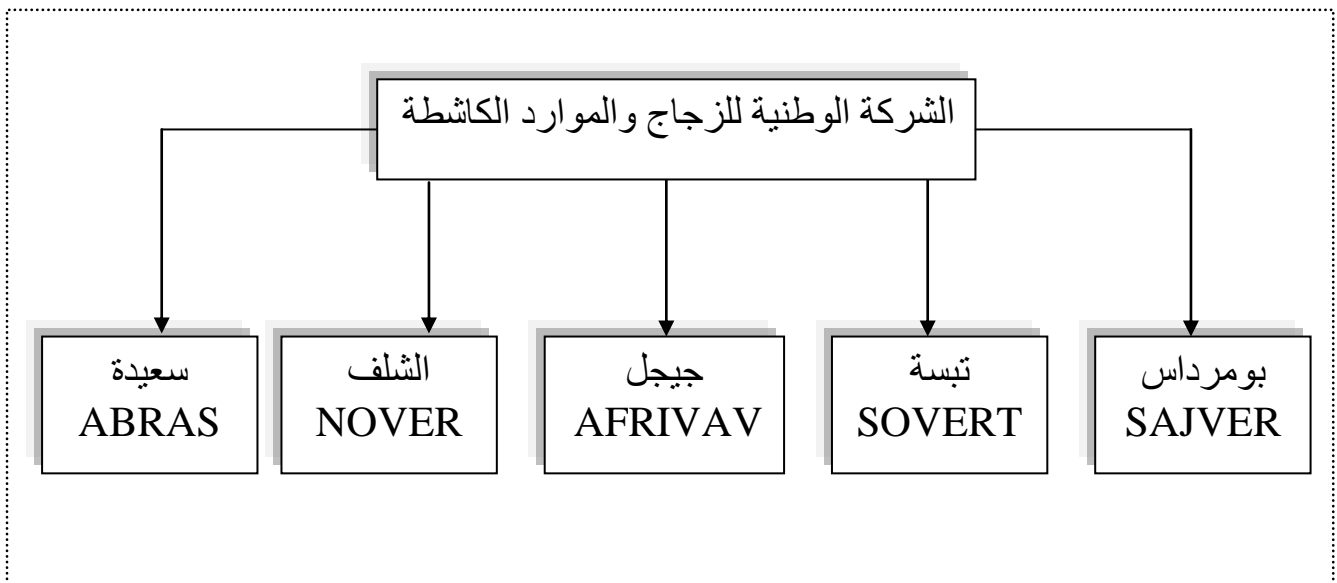 الشركة الوطنية للزجاج والموارد الكاشطة
بومرداس
SAJVER
تبسة
SOVERT
جيجل
AFRIVAV
الشلف
NOVER
سعيدة
ABRAS